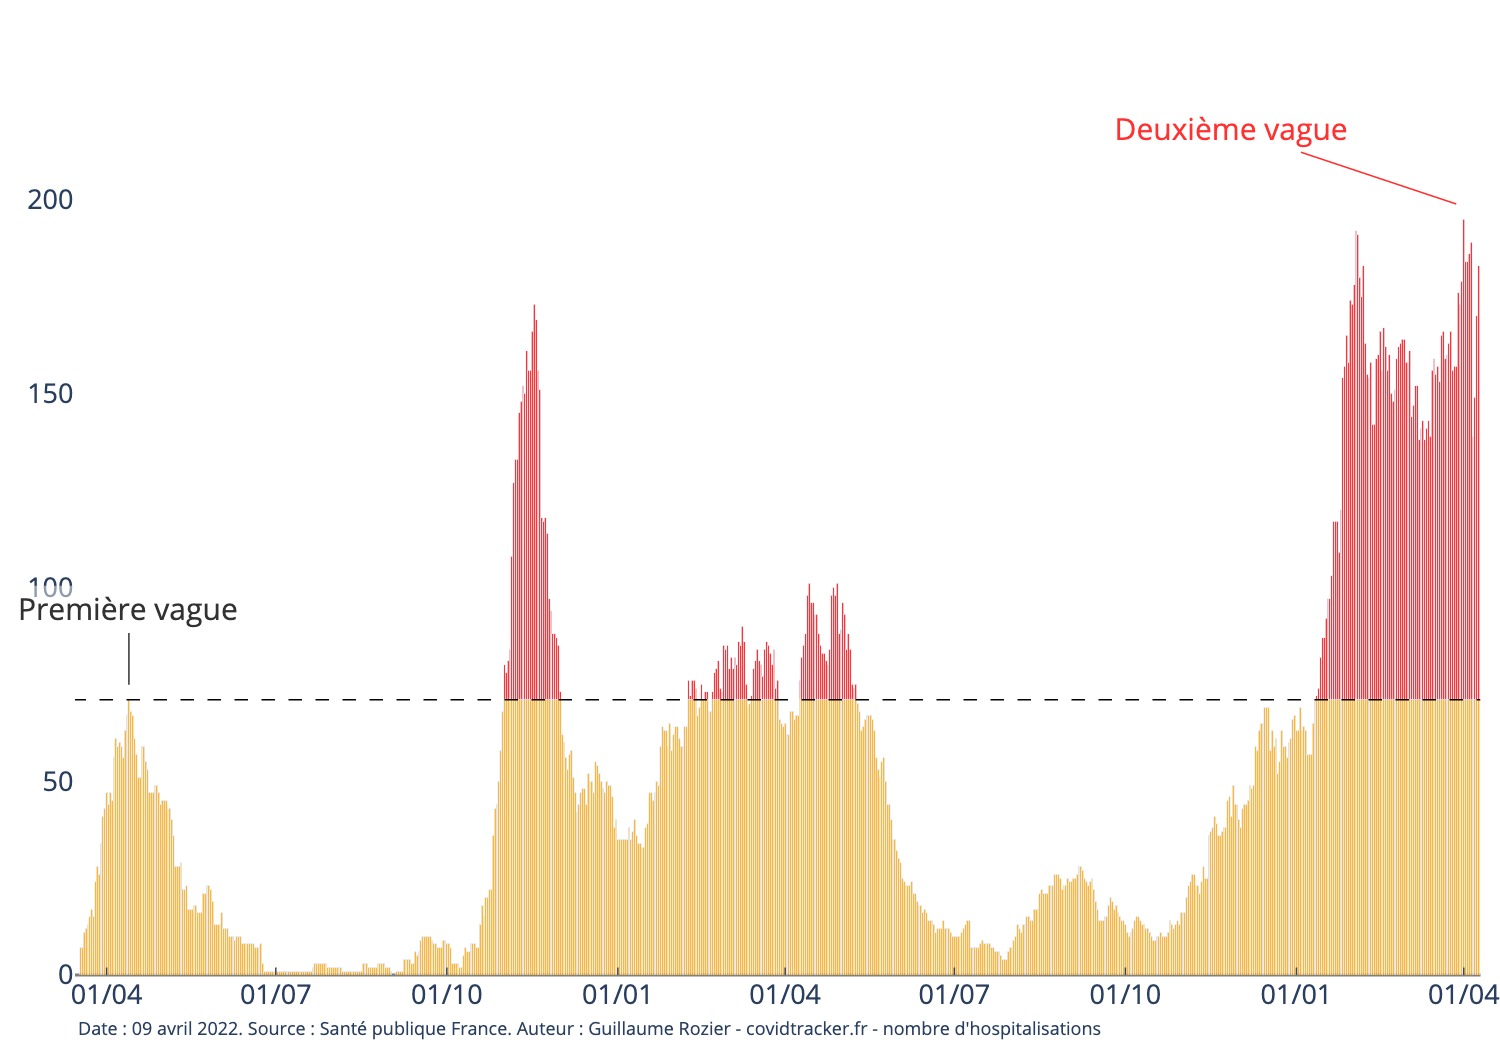 Deuxième vague
200
150
100
Première vague
50
0
01/04 01/07 01/10 01/01 01/04 01/07 01/10 01/01 01/04
Date : 09 avril 2022. Source : Santé publique France. Auteur : Guillaume Rozier - covidtracker.fr - nombre d'hospitalisations